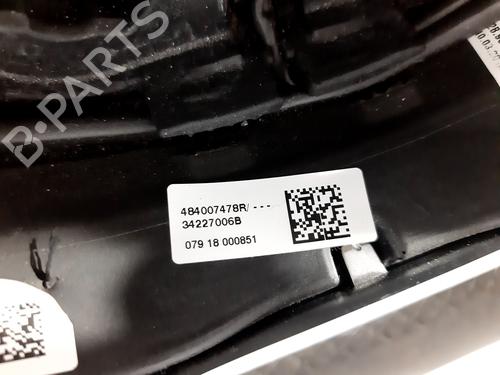 B-PARTS
484007478R/ ---
34227006B
079 18 000851